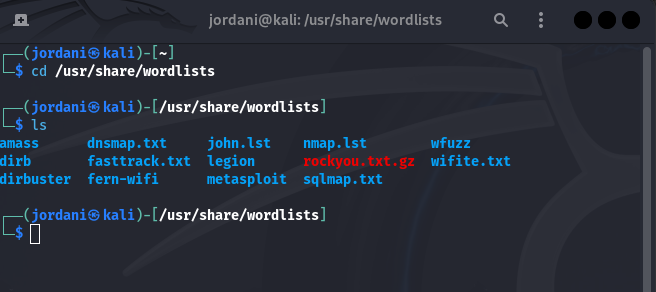 jordani@kali: /usr/share/wordlists
┌──(jordani㉿kali)-[~]
└─$ cd /usr/share/wordlists
┌──(jordani㉿kali)-[/usr/share/wordlists]
└─$ ls
amass dnsmap.txt john.lst nmap.lst wfuzz
dirb fasttrack.txt legion rockyou.txt.gz wifite.txt
dirbuster fern-wifi metasploit sqlmap.txt
┌──(jordani㉿kali)-[/usr/share/wordlists]
└─$